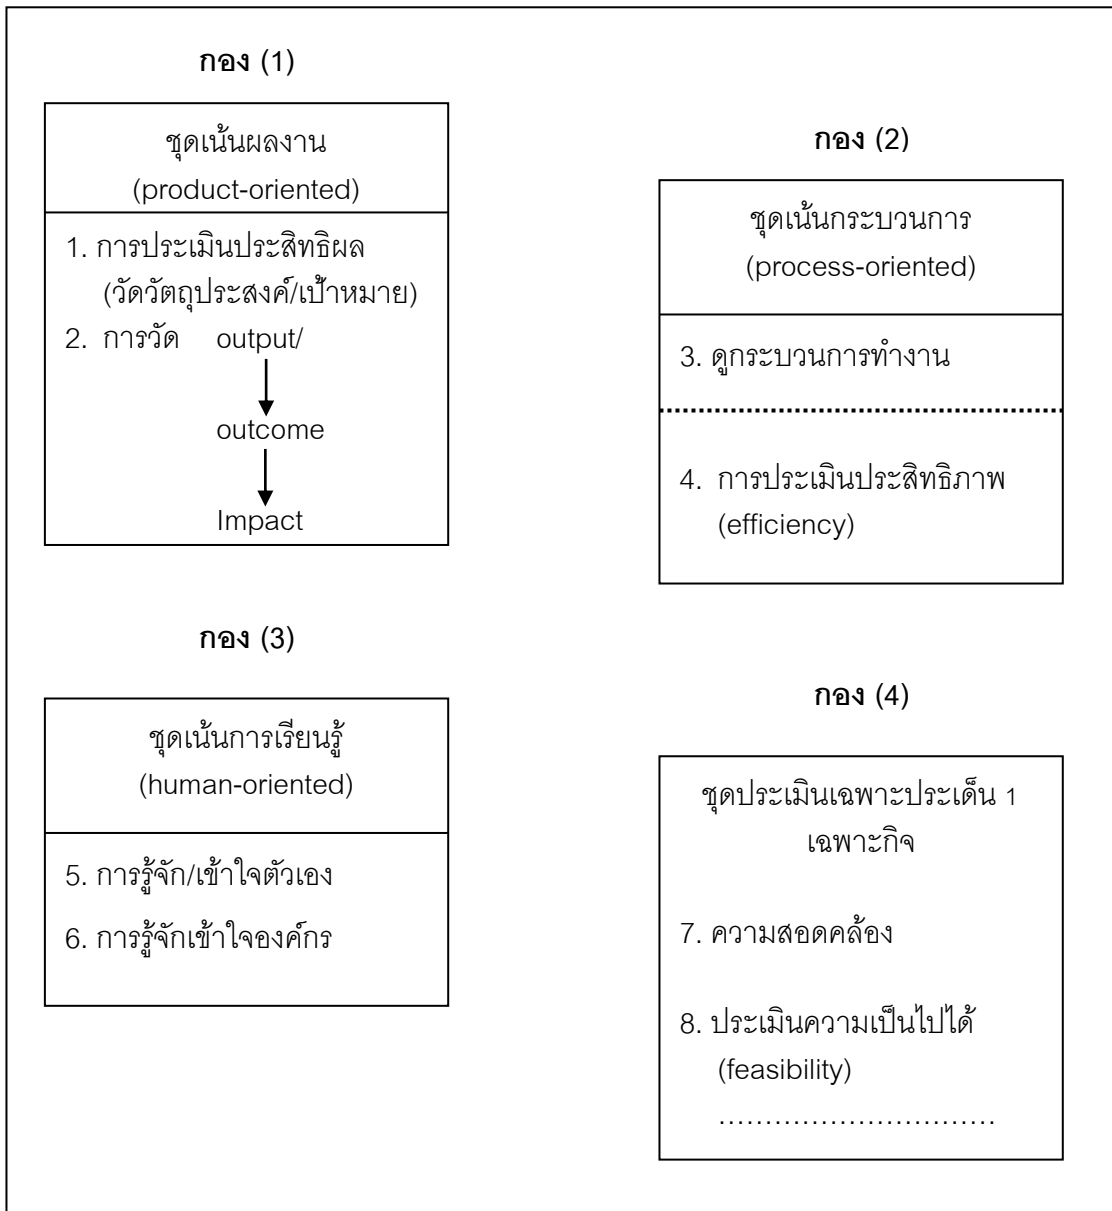 กอง (1)
ชุดเน้นผลงาน
(product-oriented)
1. การประเมินประสิทธิผล
(วัดวัตถุประสงค์/เป้าหมาย)
2. การวัด output/
outcome
Impact
กอง (2)
ชุดเน้นกระบวนการ
(process-oriented)
3. ดูกระบวนการทำงาน
4. การประเมินประสิทธิภาพ
(efficiency)
กอง (3)
ชุดเน้นการเรียนรู้
(human-oriented)
5. การรู้จัก/เข้าใจตัวเอง
6. การรู้จักเข้าใจองค์กร
กอง (4)
ชุดประเมินเฉพาะประเด็น 1
เฉพาะกิจ
7. ความสอดคล้อง
8. ประเมินความเป็นไปได้
(feasibility)
..............................